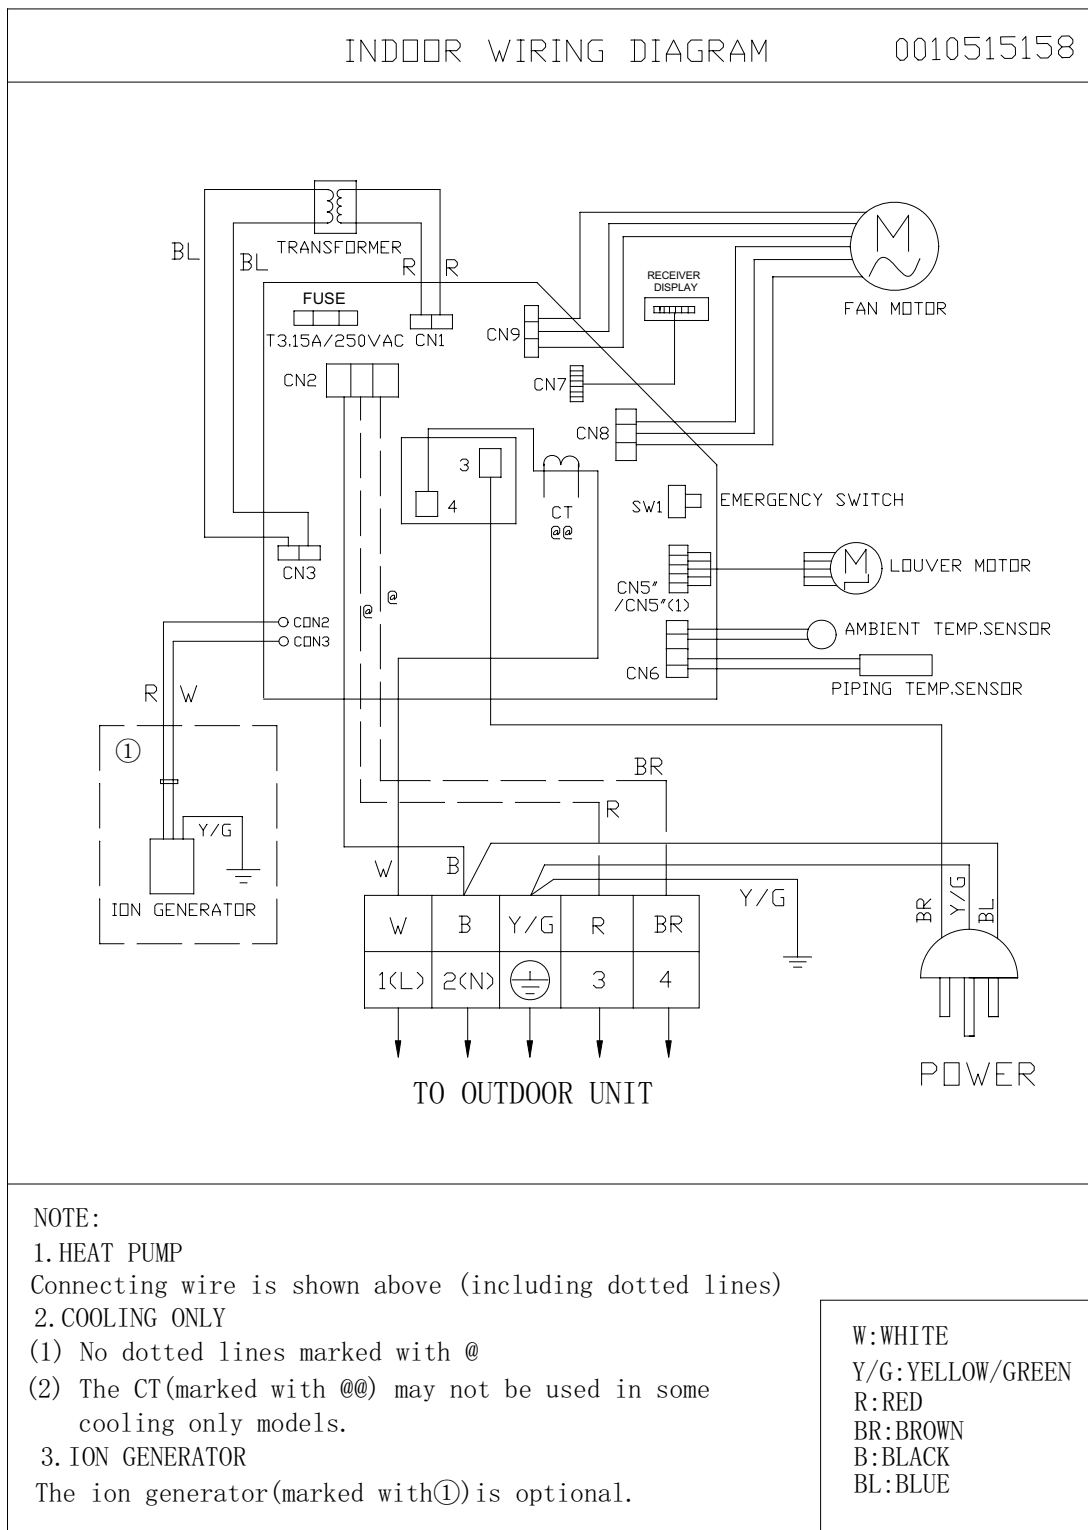 INDOOR WIRING DIAGRAM 0010515158
BL
BL
TRANSFORMER
R R
FUSE
T3.15A/250VAC
CN1
CN9
RECEIVER
DISPLAY
FAN MOTOR
CN2
CN7
CN8
3
4
CT
@@
SW1
EMERGENCY SWITCH
CN3
CN5"
/CN5"(1)
LOUVER MOTOR
@
@
CON2
CON3
CN6
AMBIENT TEMP.SENSOR
PIPING TEMP.SENSOR
R W
①
Y/G
ION GENERATOR
BR
R
W
B
Y/G
BR
Y/G
BL
W B Y/G R BR
1(L) 2(N) 3 4
TO OUTDOOR UNIT
POWER
M
M
NOTE:
1.HEAT PUMP
Connecting wire is shown above (including dotted lines)
2.COOLING ONLY
(1) No dotted lines marked with @
(2) The CT(marked with @@) may not be used in some
cooling only models.
3.ION GENERATOR
The ion generator(marked with①)is optional.
W:WHITE
Y/G:YELLOW/GREEN
R:RED
BR:BROWN
B:BLACK
BL:BLUE